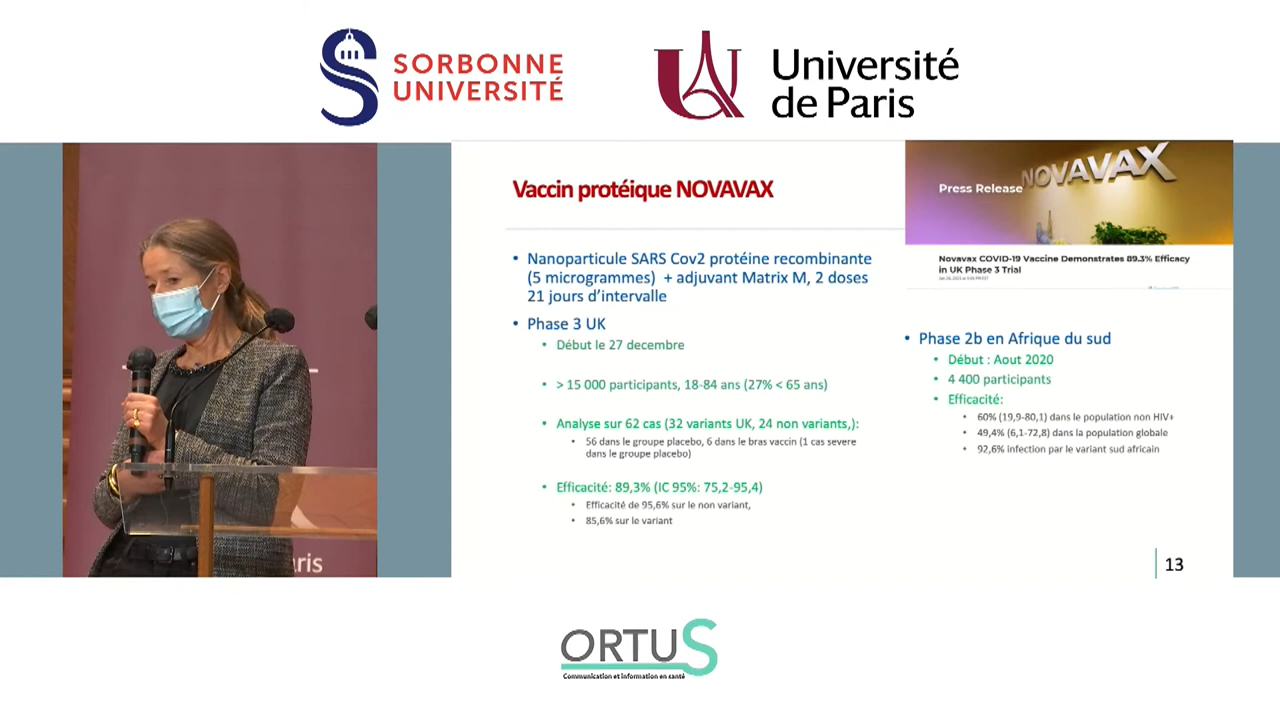 SORBONNE
UNIVERSITÉ
Université
de Paris
Vaccin protéique NOVAVAX
• Nanoparticule SARS Cov2 protéine recombinante
(5 microgrammes) + adjuvant Matrix M, 2 doses
21 jours d'intervalle
• Phase 3 UK
• Début le 27 decembre
• > 15 000 participants, 18-84 ans (27% < 65 ans)
• Analyse sur 62 cas (32 variants UK, 24 non variants,):
• 56 dans le groupe placebo, 6 dans le bras vaccin (1 cas severe
dans le groupe placebo)
• Efficacité: 89,3% (IC 95%: 75,2-95,4)
• Efficacité de 95,6% sur le non variant,
• 85,6% sur le variant
NOVAVAX
Press Release
Novavax COVID-19 Vaccine Demonstrates 89.3% Efficacy
in UK Phase 3 Trial
• Phase 2b en Afrique du sud
• Début : Aout 2020
• 4 400 participants
• Efficacité:
• 60% (19,9-80,1) dans le population non HIV+
• 49,4% (6,1-72,8) dans la population globale
• 92,6% infection par le variant sud africain
13
aris
ORTUS
Communication et information en santé